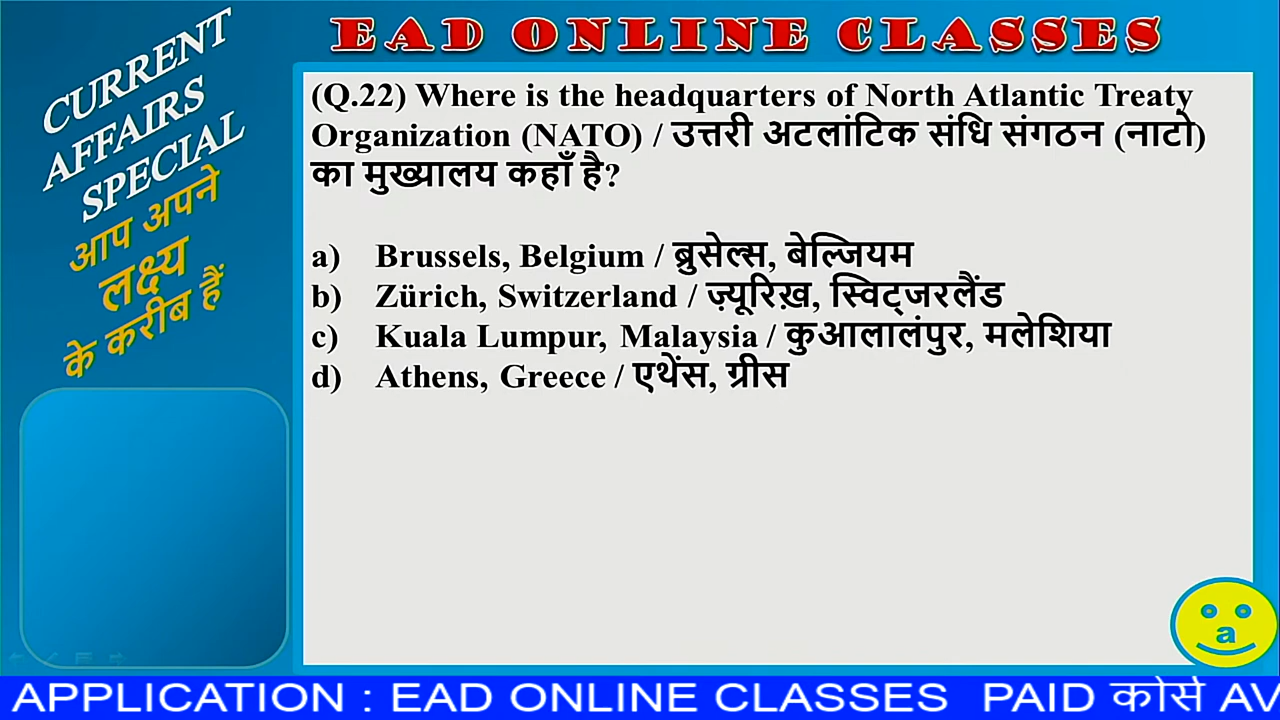 CURRENT
AFFAIRS
SPECIAL
आप अपने
लक्ष्य
के करीब हैं
EAD ONLINE CLASSES
(Q.22) Where is the headquarters of North Atlantic Treaty
Organization (NATO) / उत्तरी अटलांटिक संधि संगठन (नाटो)
का मुख्यालय कहाँ है?
a) Brussels, Belgium / ब्रुसेल्स, बेल्जियम
b) Zürich, Switzerland / ज़्यूरिख़, स्विट्जरलैंड
c) Kuala Lumpur, Malaysia / कुआलालंपुर, मलेशिया
d) Athens, Greece / एथेंस, ग्रीस
a
APPLICATION : EAD ONLINE CLASSES PAID कोर्स AV